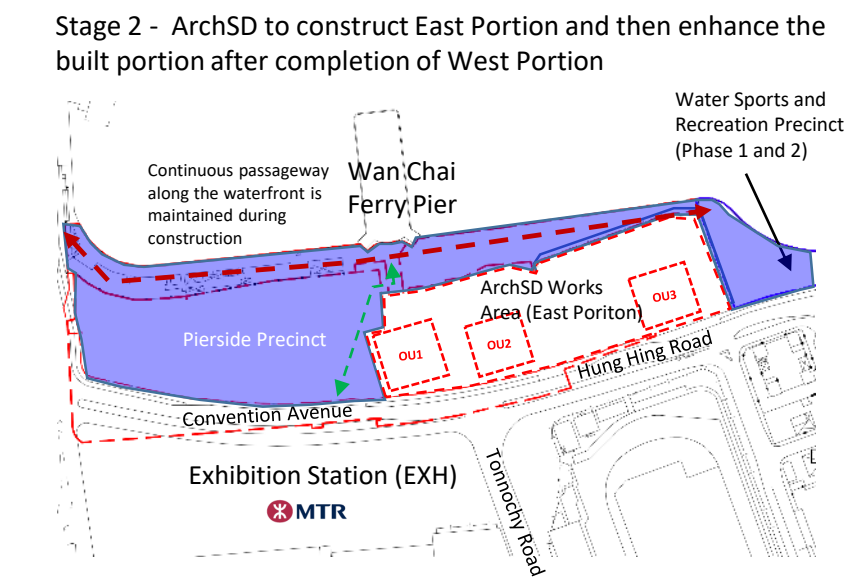 Stage 2 - ArchSD to construct East Portion and then enhance the
built portion after completion of West Portion
Water Sports and
Recreation Precinct
(Phase 1 and 2)
Continuous passageway
along the waterfront is
maintained during
construction
Wan Chai
Ferry Pier
ArchSD Works
Area (East Poriton)
Pierside Precinct
OU1
OU2
OU3
Hung Hing Road
Convention Avenue
Exhibition Station (EXH)
MTR
Tonnochy Road
L